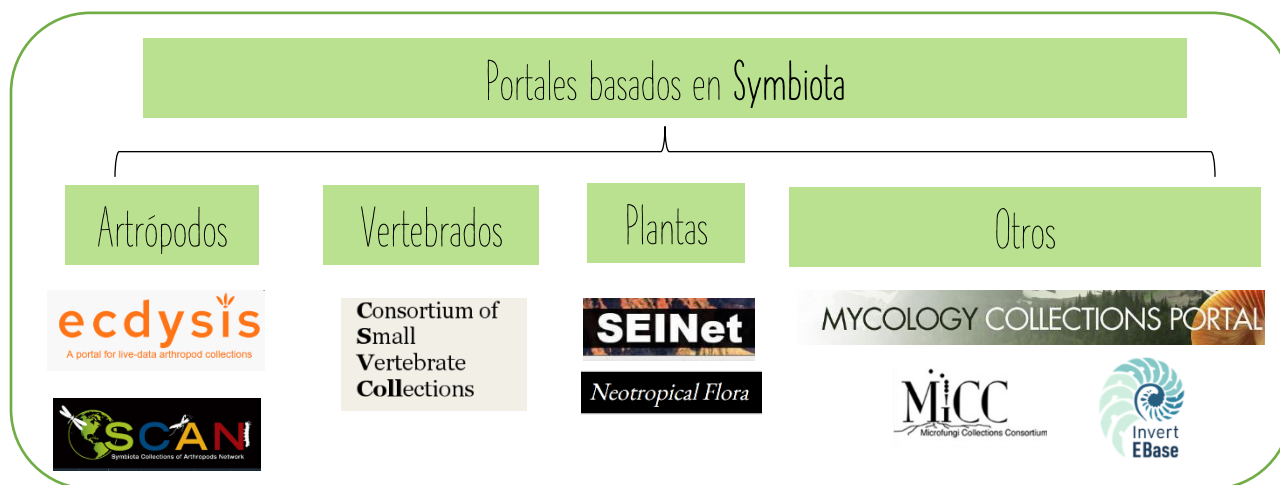 Portales basados en Symbiota
Artrópodos
Vertebrados
Plantas
Otros
ecdysis
A portal for live-data arthropod collections
SCAN
Symbiota Collections of Arthropods Network
Consortium of
Small
Vertebrate
Collections
SEINet
Neotropical Flora
MYCOLOGY COLLECTIONS PORTAL
MiCC
Microfungi Collections Consortium
Invert
EBase